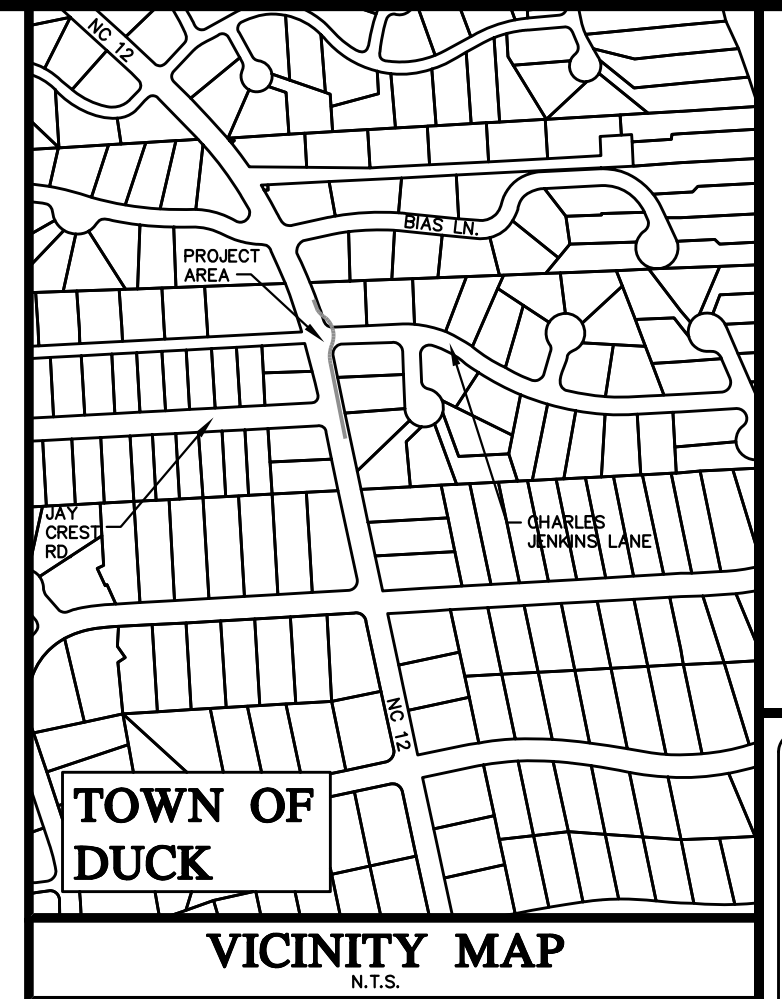 NC 12
BIAS LN.
PROJECT
AREA
JAY
CREST
RD
CHARLES
JENKINS LANE
NC 12
TOWN OF
DUCK
VICINITY MAP
N.T.S.